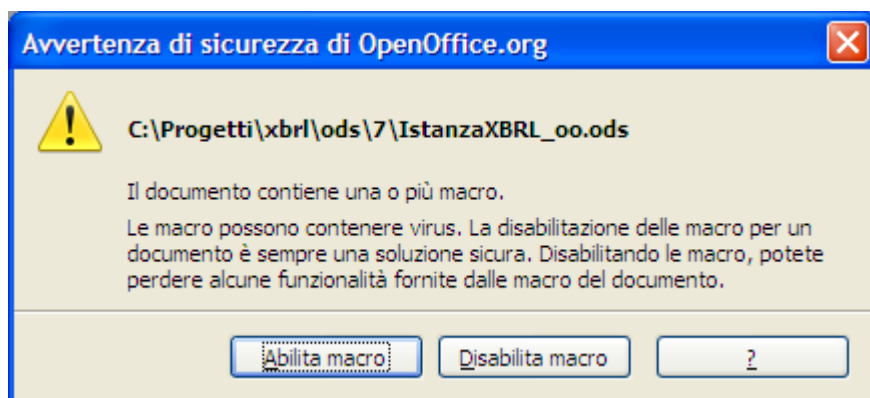 Avvertenza di sicurezza di OpenOffice.org
C:\Progetti\xbrl\ods\7\IstanzaXBRL_oo.ods
Il documento contiene una o più macro.
Le macro possono contenere virus. La disabilitazione delle macro per un
documento è sempre una soluzione sicura. Disabilitando le macro, potete
perdere alcune funzionalità fornite dalle macro del documento.
Abilita macro Disabilita macro ?